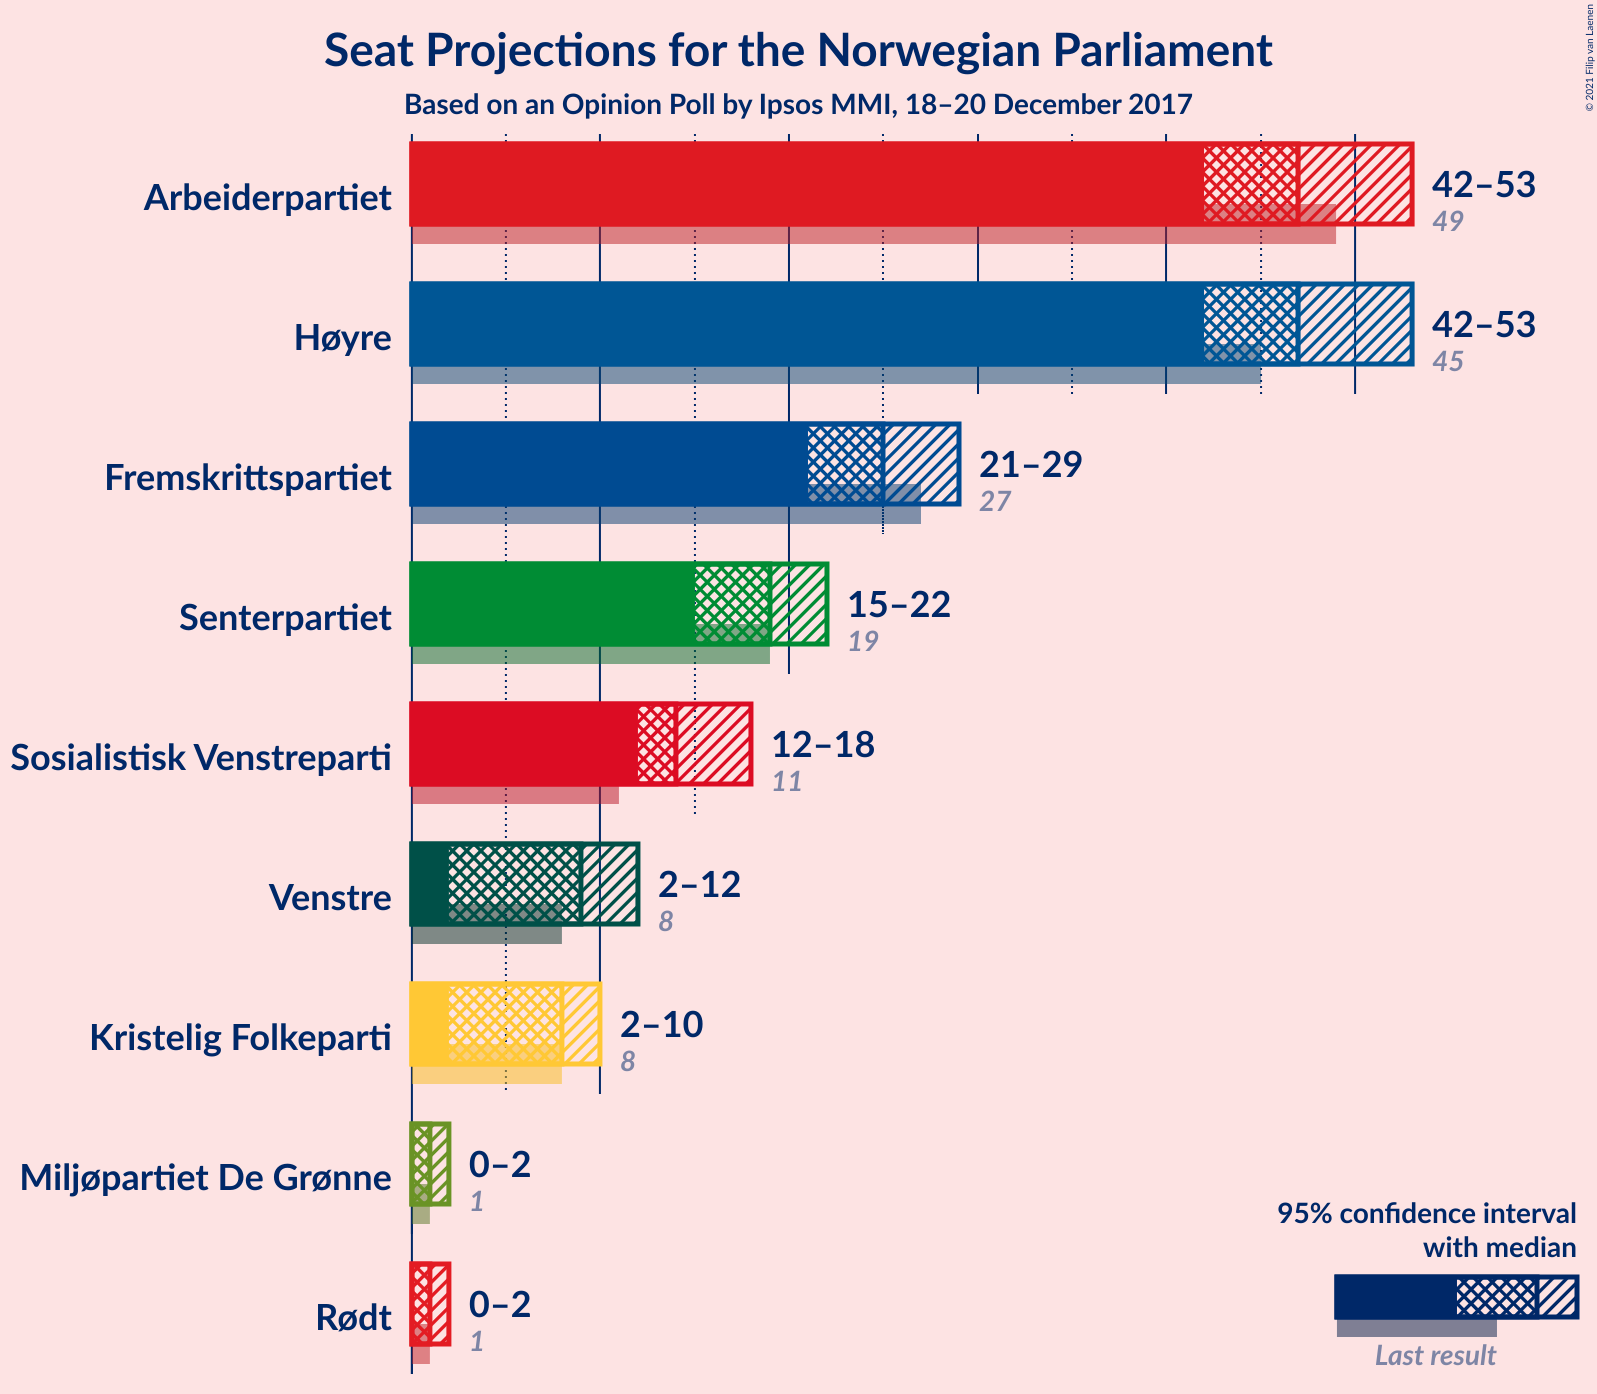 Seat Projections for the Norwegian Parliament
Based on an Opinion Poll by Ipsos MMI, 18–20 December 2017
© 2021 Filip van Laenen
Arbeiderpartiet
42–53
49
Høyre
42–53
45
Fremskrittspartiet
21–29
27
Senterpartiet
15–22
19
Sosialistisk Venstreparti
12–18
11
Venstre
2–12
8
Kristelig Folkeparti
2–10
8
Miljøpartiet De Grønne
0–2
1
Rødt
0–2
1
95% confidence interval
with median
Last result